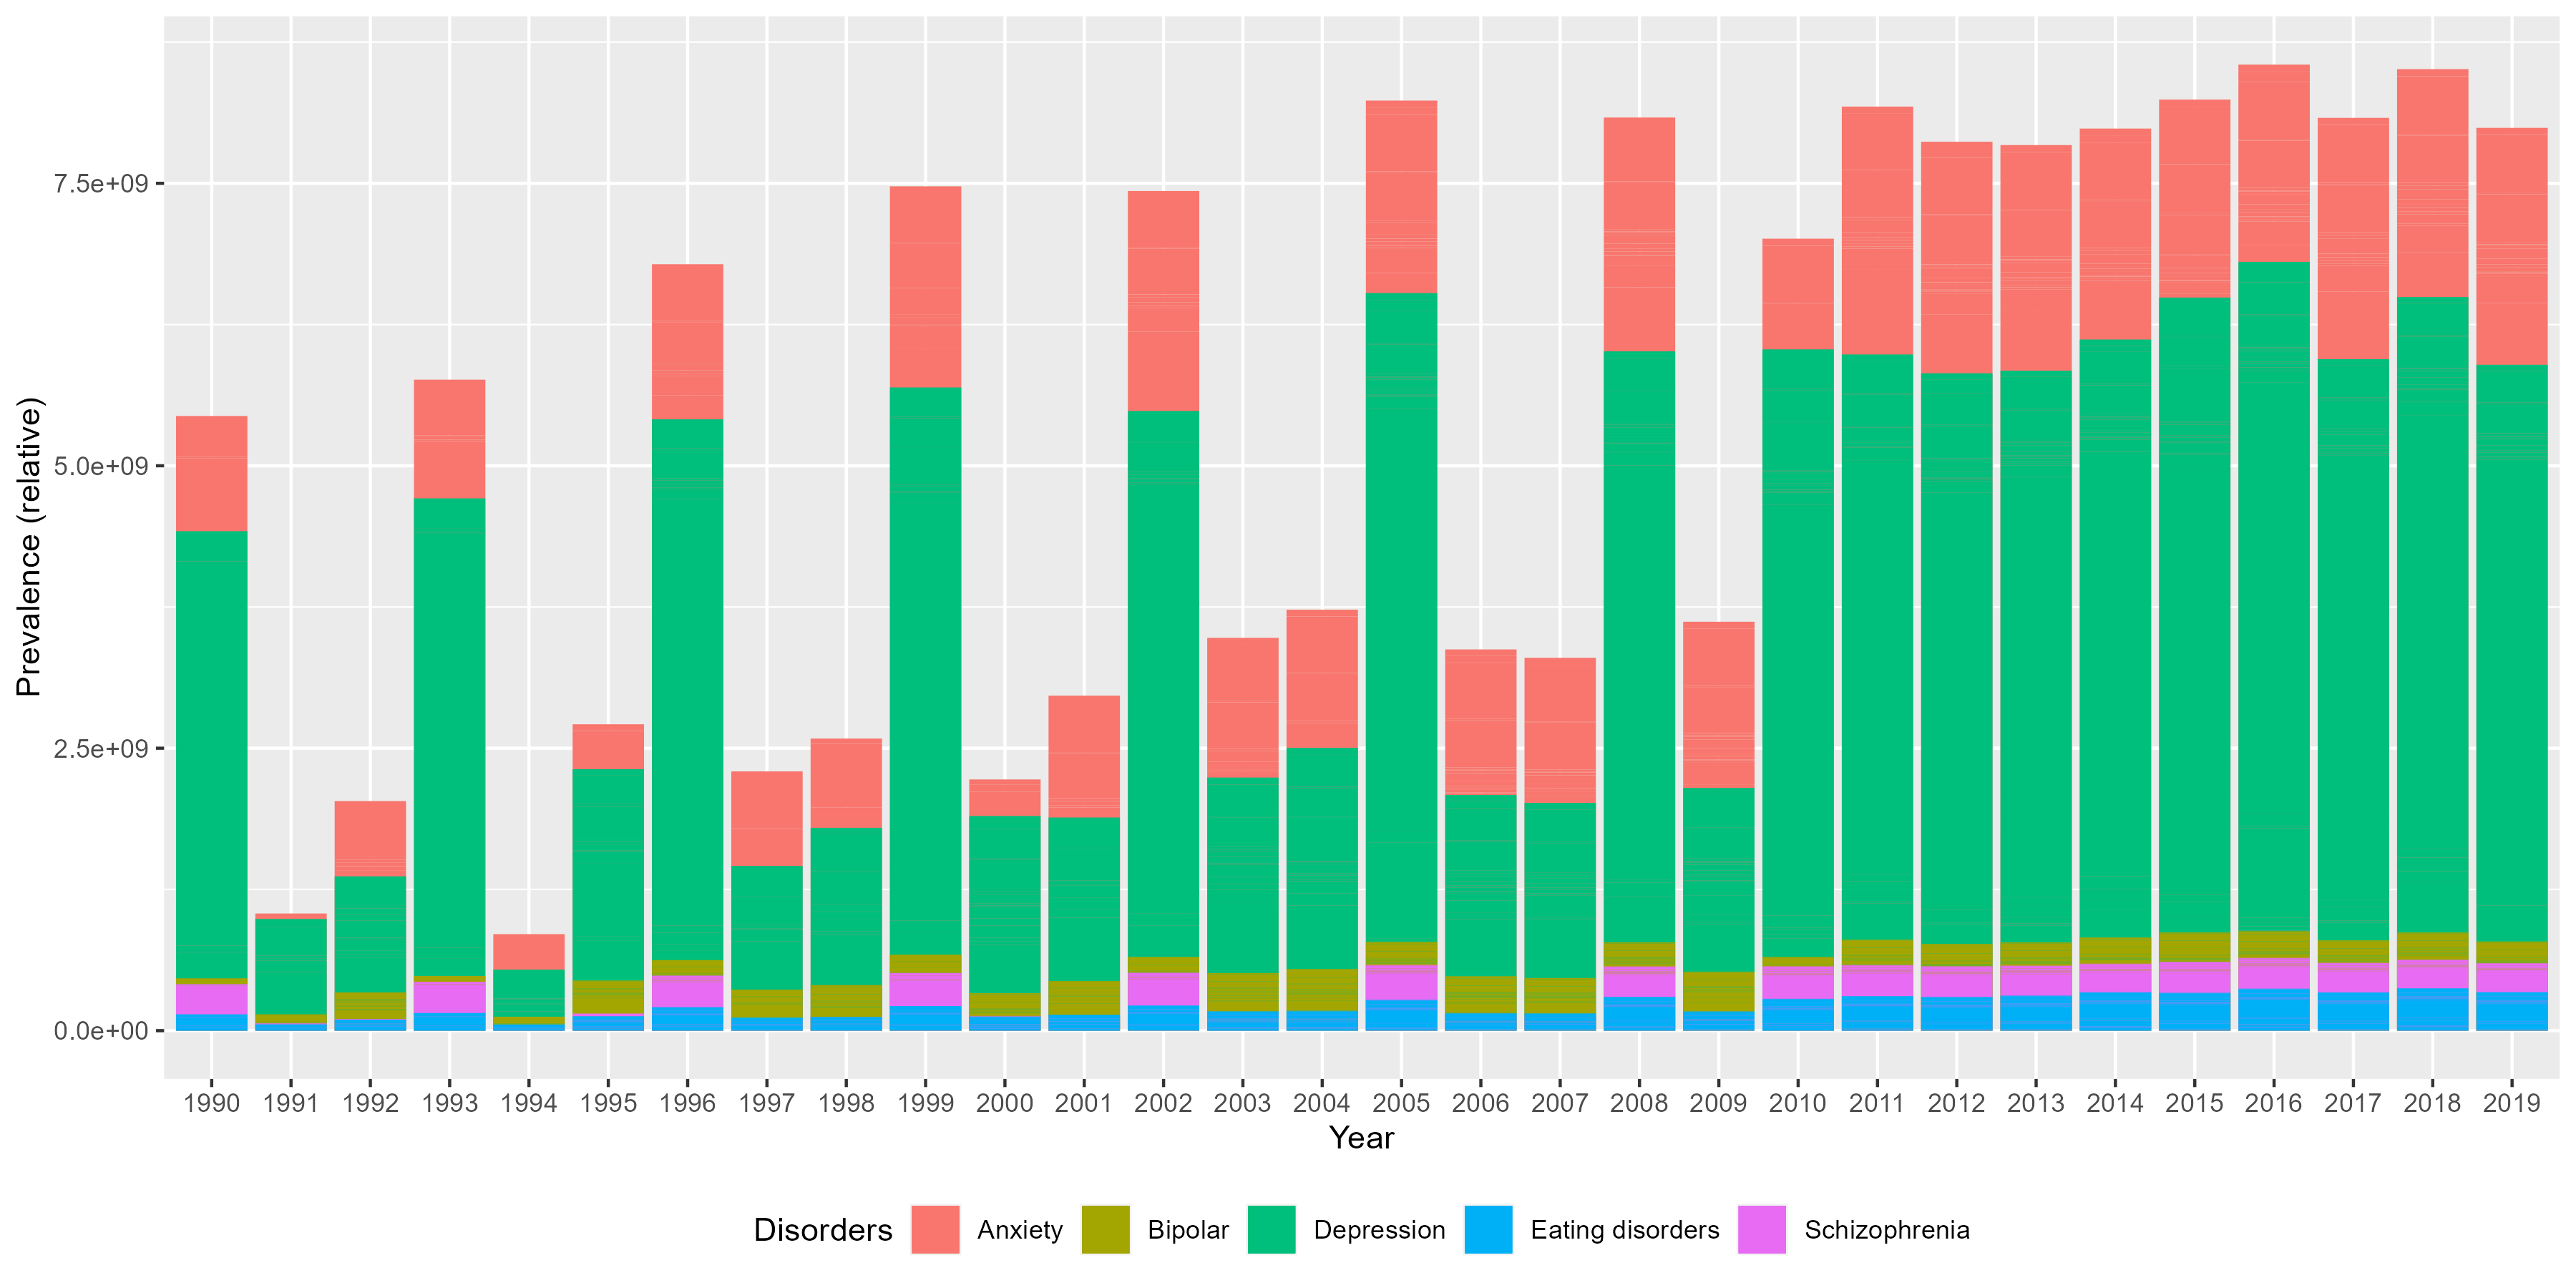 Prevalence (relative)
7.5e+09
5.0e+09
2.5e+09
0.0e+00
1990 1991 1992 1993 1994 1995 1996 1997 1998 1999 2000 2001 2002 2003 2004 2005 2006 2007 2008 2009 2010 2011 2012 2013 2014 2015 2016 2017 2018 2019
Year
Disorders Anxiety Bipolar Depression Eating disorders Schizophrenia